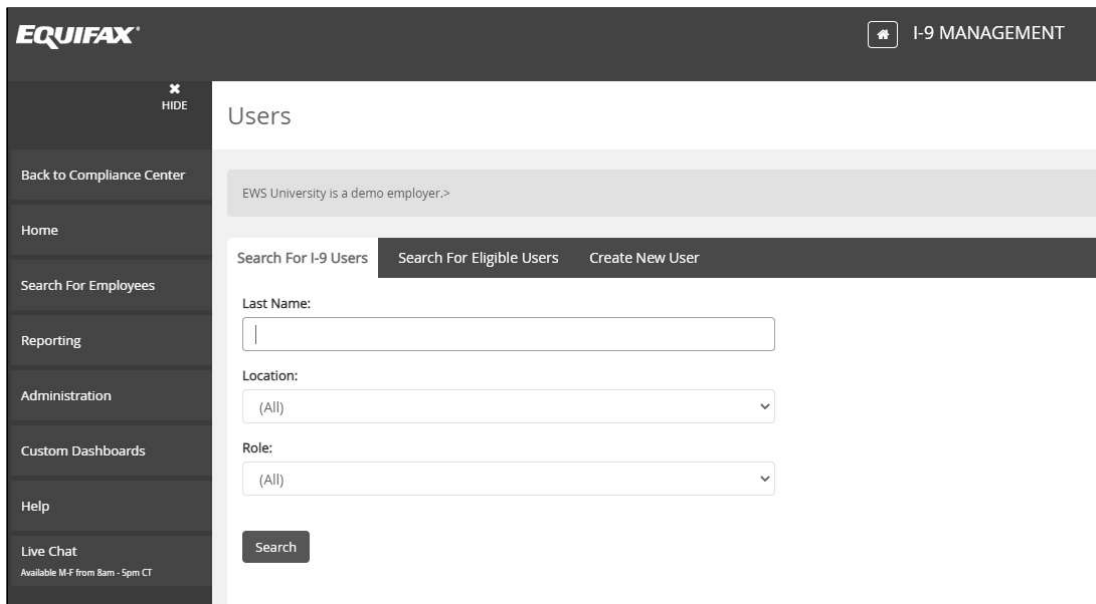 EQUIFAX
I-9 MANAGEMENT
HIDE
Users
Back to Compliance Center
EWS University is a demo employer.>
Home
Search For I-9 Users
Search For Eligible Users
Create New User
Search For Employees
Last Name:
Reporting
Location:
(All)
Administration
Custom Dashboards
Role:
(All)
Help
Search
Live Chat
Available M-F from 8am - 5pm CT